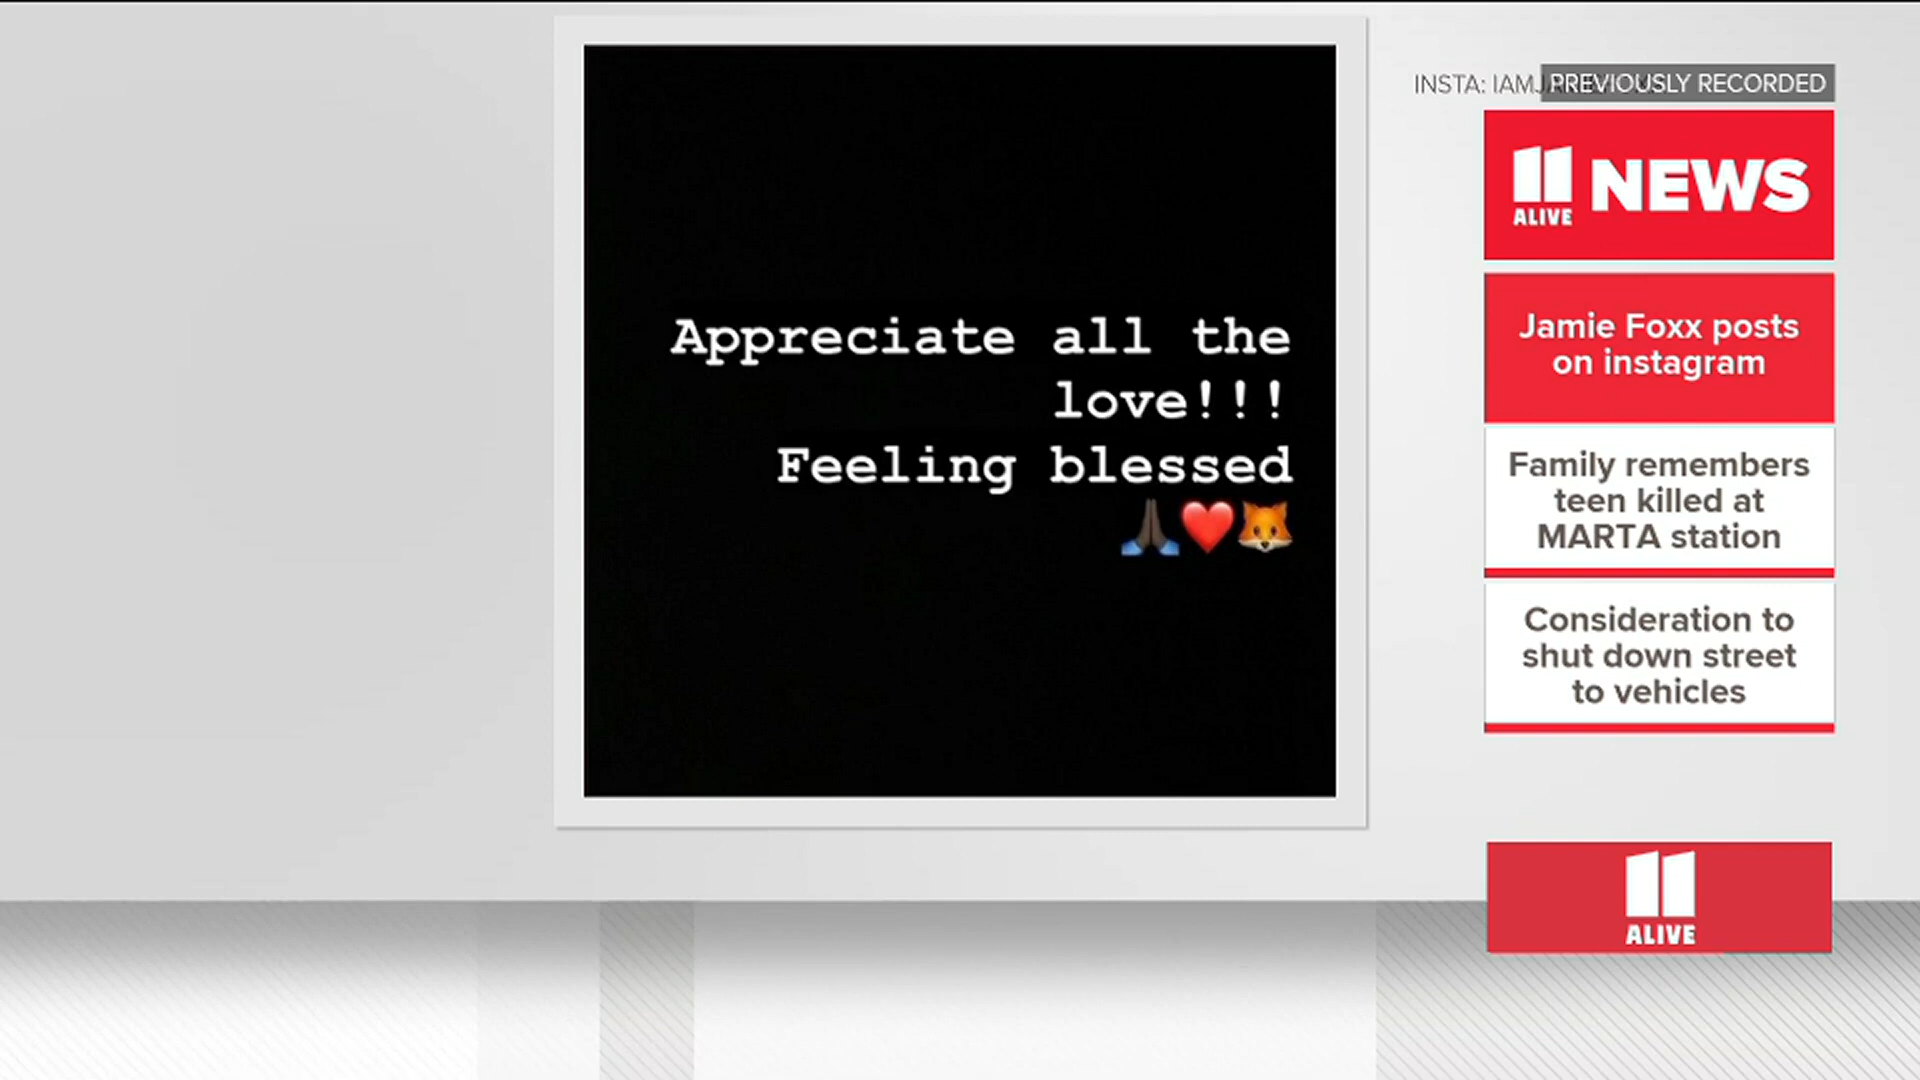 Appreciate all the
love!!!
Feeling blessed
🙏🏿❤️🦊
INSTA:
PREVIOUSLY RECORDED
11 ALIVE NEWS
Jamie Foxx posts
on instagram
Family remembers
teen killed at
MARTA station
Consideration to
shut down street
to vehicles
11
ALIVE